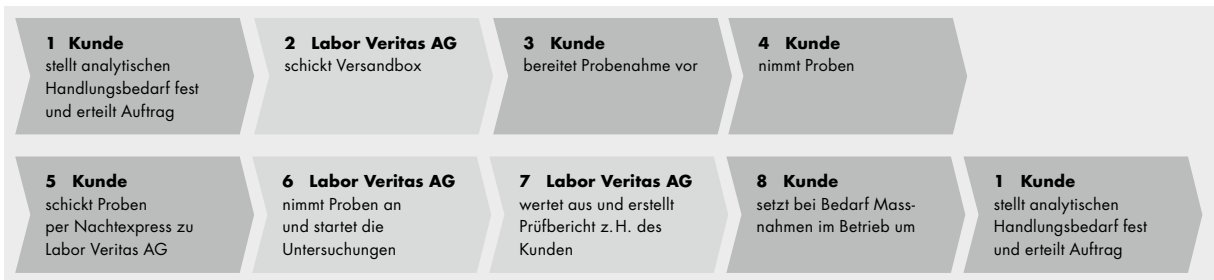 1 Kunde
stellt analytischen
Handlungsbedarf fest
und erteilt Auftrag
2 Labor Veritas AG
schickt Versandbox
3 Kunde
bereitet Probenahme vor
4 Kunde
nimmt Proben
5 Kunde
schickt Proben
per Nachtexpress zu
Labor Veritas AG
6 Labor Veritas AG
nimmt Proben an
und startet die
Untersuchungen
7 Labor Veritas AG
wertet aus und erstellt
Prüfbericht z. H. des
Kunden
8 Kunde
setzt bei Bedarf Mass-
nahmen im Betrieb um
1 Kunde
stellt analytischen
Handlungsbedarf fest
und erteilt Auftrag